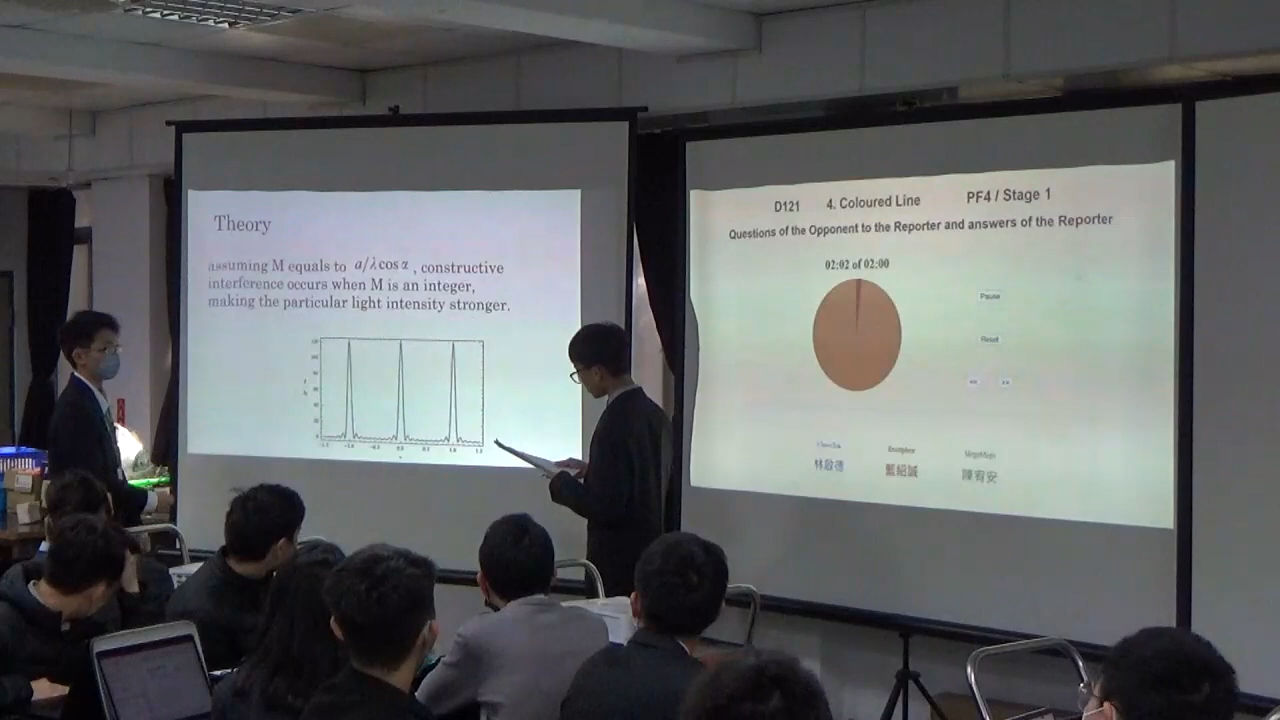 Theory
assuming M equals to a/λcosα , constructive
interference occurs when M is an integer,
making the particular light intensity stronger.
D121 4. Coloured Line PF4 / Stage 1
Questions of the Opponent to the Reporter and answers of the Reporter
02:02 of 02:00
Pause
Reset
林啟德 藍紹誠 陳宥安